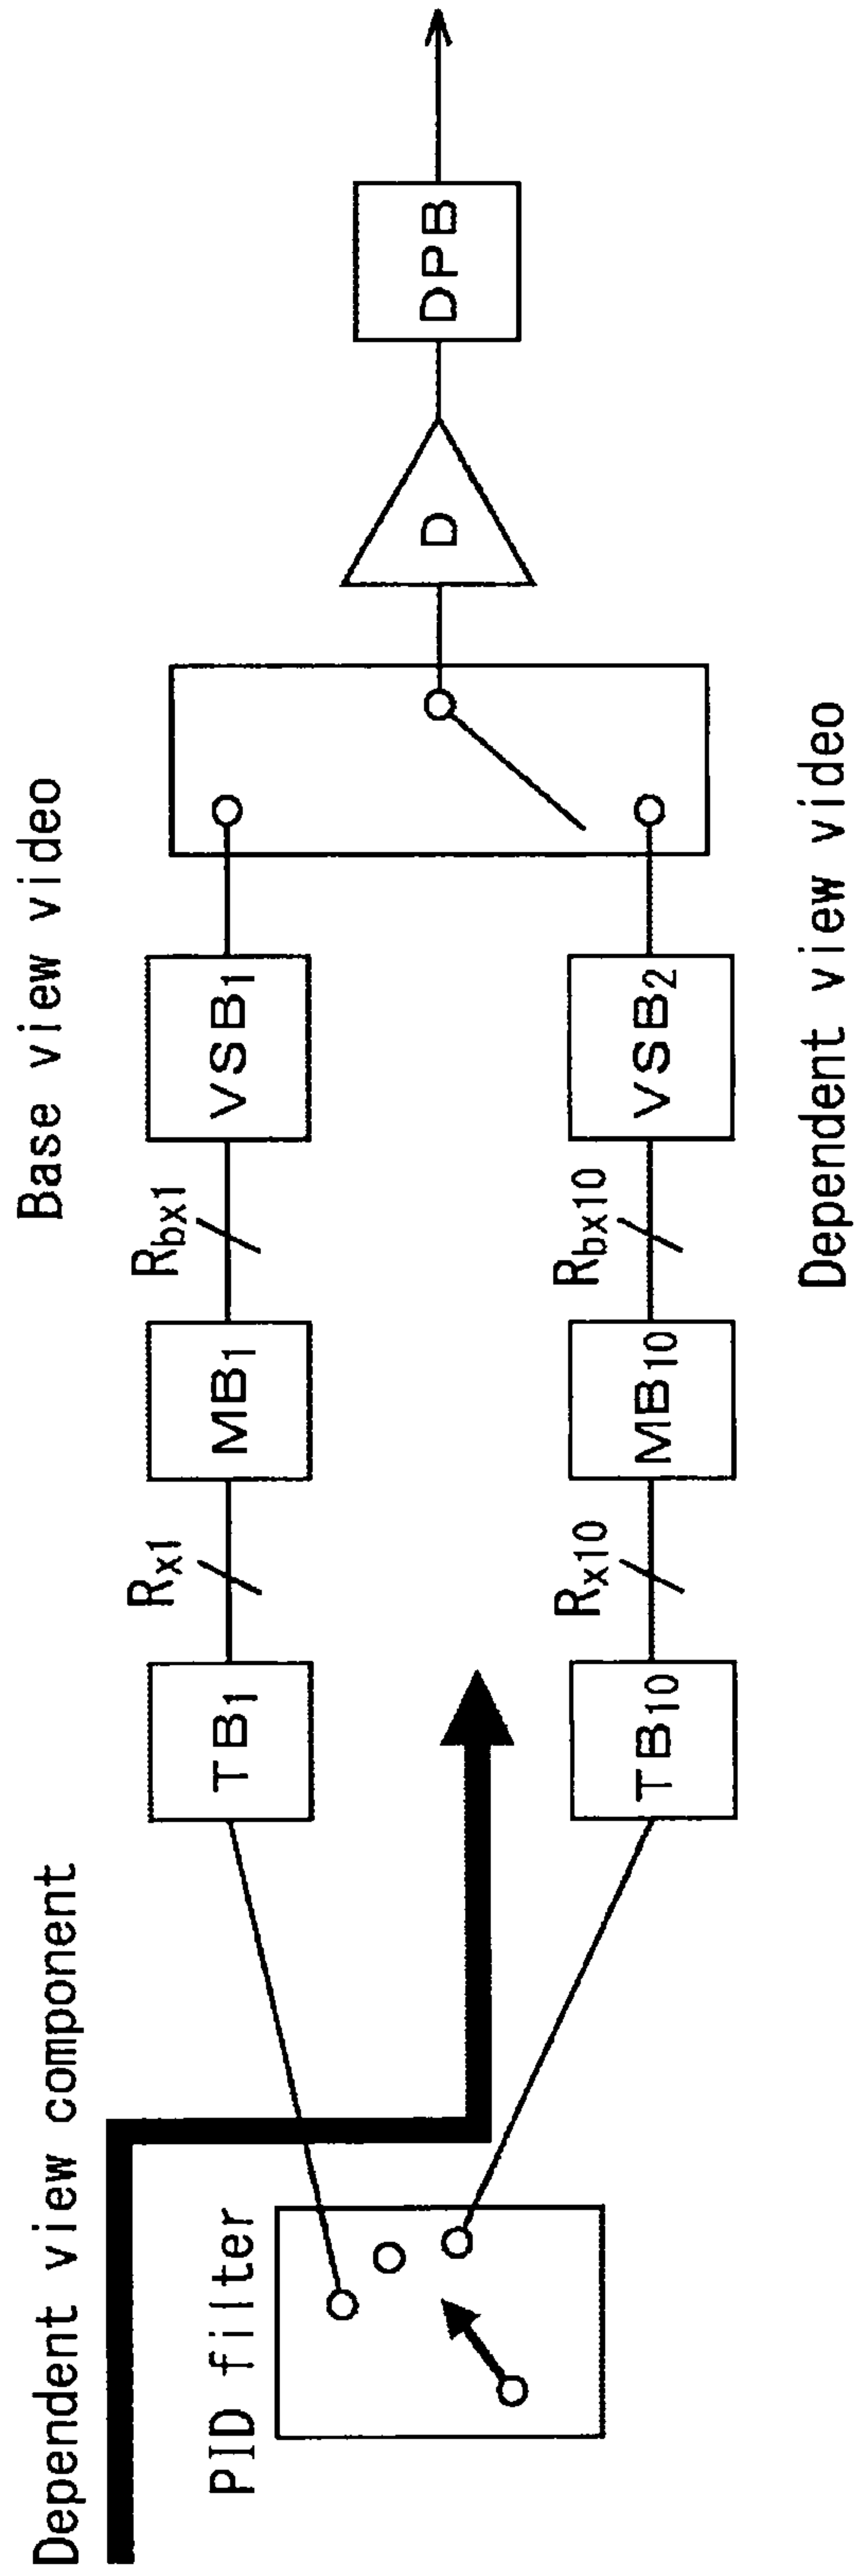 Dependent view component
Base view video
PID filter
TB1
Rx1
MB1
Rbx1
VSB1
D
DPB
TB10
Rx10
MB10
Rbx10
VSB2
Dependent view video